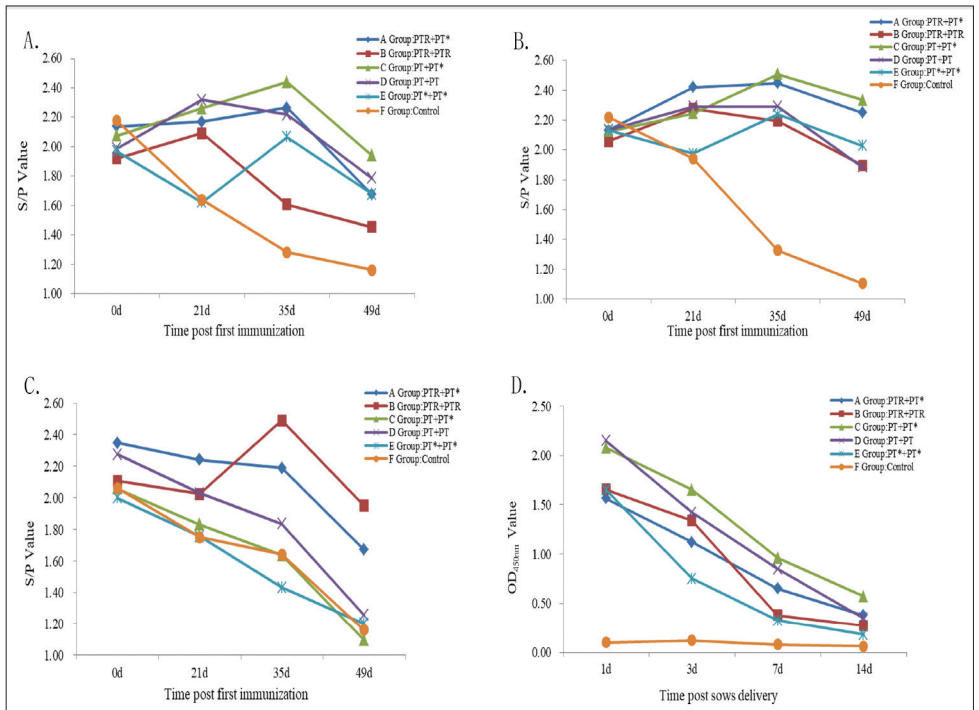 A.
A Group:PTR+PT*
B Group:PTR+PTR
C Group:PT+PT*
D Group:PT+PT
E Group:PT*+PT*
F Group:Control
S/P Value
2.60
2.40
2.20
2.00
1.80
1.60
1.40
1.20
1.00
0d
21d
35d
49d
Time post first immunization
B.
A Group:PTR+PT*
B Group:PTR+PTR
C Group:PT+PT*
D Group:PT+PT
E Group:PT*+PT*
F Group:Control
S/P Value
2.60
2.40
2.20
2.00
1.80
1.60
1.40
1.20
1.00
0d
21d
35d
49d
Time post first immunization
C.
A Group:PTR+PT*
B Group:PTR+PTR
C Group:PT+PT*
D Group:PT+PT
E Group:PT*+PT*
F Group:Control
S/P Value
2.60
2.40
2.20
2.00
1.80
1.60
1.40
1.20
1.00
0d
21d
35d
49d
Time post first immunization
D.
A Group:PTR+PT*
B Group:PTR+PTR
C Group:PT+PT*
D Group:PT+PT
E Group:PT*+PT*
F Group:Control
OD450nm Value
2.50
2.00
1.50
1.00
0.50
0.00
1d
3d
7d
14d
Time post sows delivery